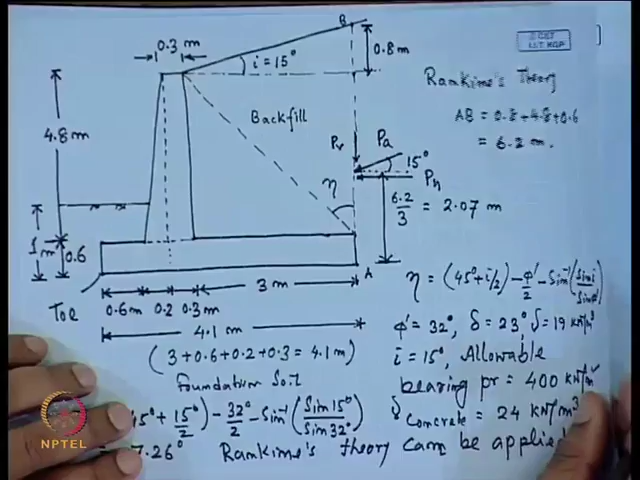 0.3 m
B
i = 15°
0.8 m
C CET
I.I.T. KGP
Rankine's Theory
AB = 0.8 + 4.8 + 0.6
= 6.2 m.
4.8 m
Backfill
Pv
Pa
15°
Ph
η
6.2/3 = 2.07 m
1 m
0.6
A
Toe
0.6m 0.2 0.3m
3 m
4.1 m
(3 + 0.6 + 0.2 + 0.3 = 4.1 m)
Foundation Soil
η = (45° + i/2) - φ'/2 - Sin⁻¹(Sin i/Sin φ')
φ' = 32°, δ = 23°, γ = 19 kN/m³
i = 15°, Allowable
bearing pr = 400 kN/m²
γ concrete = 24 kN/m³
45° + 15°/2) - 32°/2 - Sin⁻¹(Sin 15°/Sin 32°)
7.26°
Rankine's theory can be applied
NPTEL